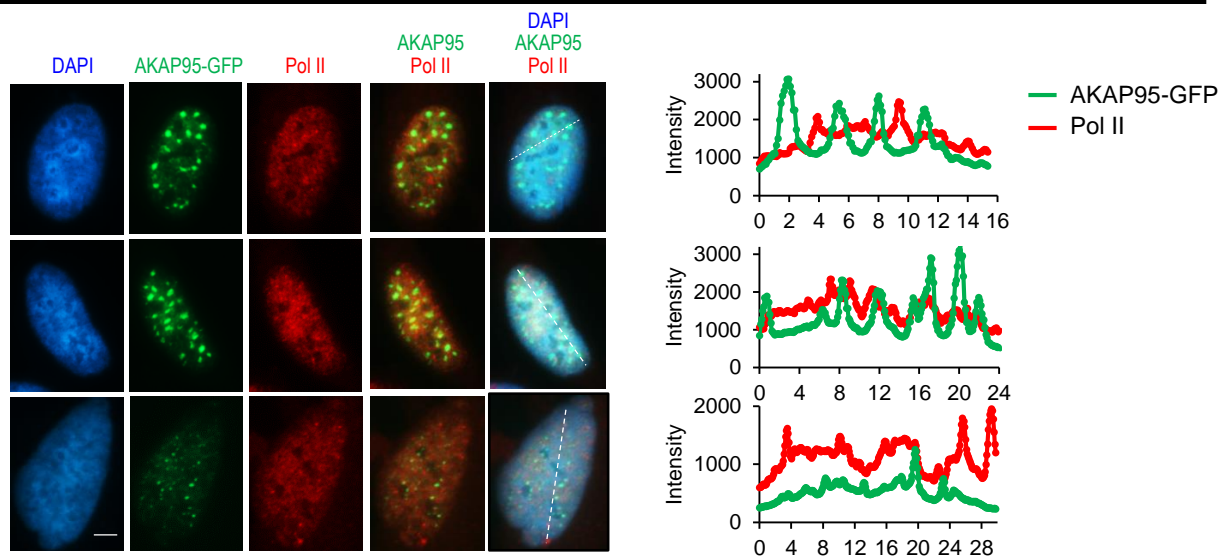 DAPI
AKAP95-GFP
Pol II
AKAP95
Pol II
DAPI
AKAP95
Pol II
Intensity
3000
2000
1000
0
0 2 4 6 8 10 12 14 16
AKAP95-GFP
Pol II
Intensity
3000
2000
1000
0
0 4 8 12 16 20 24
Intensity
2000
1000
0
0 4 8 12 16 20 24 28